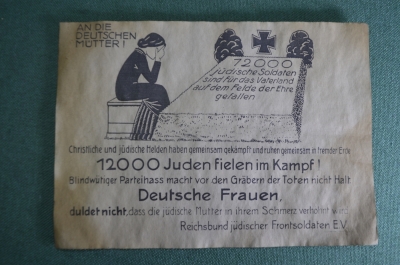 AN DIE
DEUTSCHEN
MÜTTER!
72000
jüdische Soldaten
sind für das Vaterland
auf dem Felde der Ehre
gefallen
Christliche und jüdische Helden haben gemeinsam gekämpft und ruhen gemeinsam in fremder Erde
12000 Juden fielen im Kampf!
Blindwütiger Parteihass macht vor den Gräbern der Toten nicht Halt
Deutsche Frauen,
duldet nicht, dass die jüdische Mutter in ihrem Schmerz verhöhnt wird.
Reichsbund jüdischer Frontsoldaten E.V.